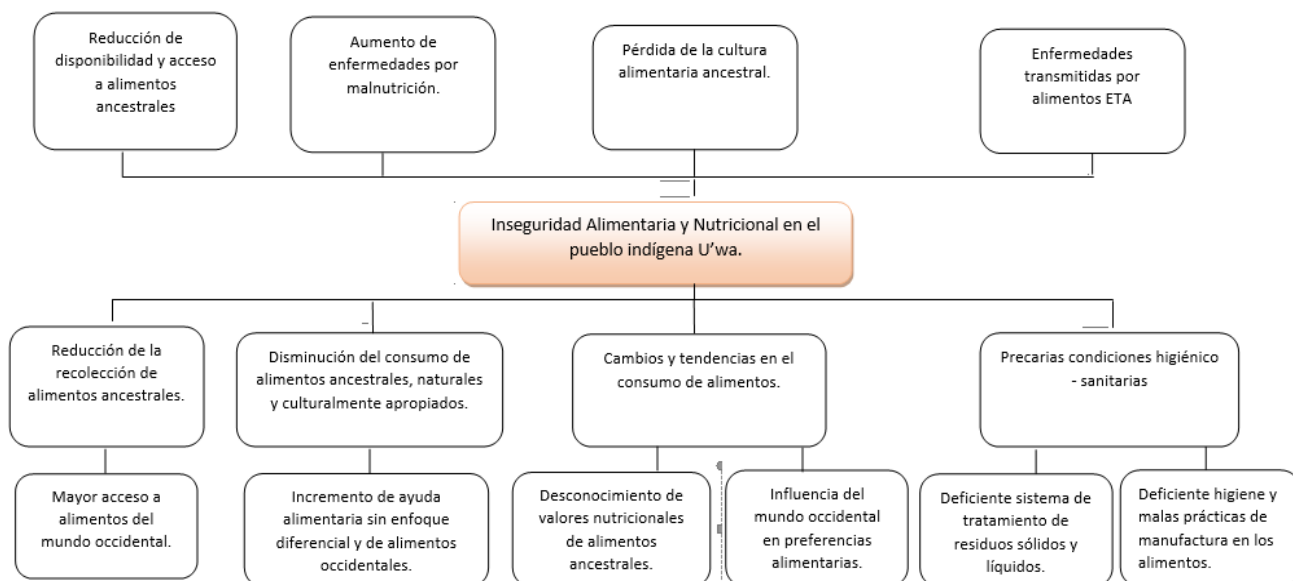 Reducción de
disponibilidad y acceso
a alimentos
ancestrales
Aumento de
enfermedades por
malnutrición.
Pérdida de la cultura
alimentaria ancestral.
Enfermedades
transmitidas por
alimentos ETA
Inseguridad Alimentaria y Nutricional en el
pueblo indígena U’wa.
Reducción de la
recolección de
alimentos ancestrales.
Disminución del consumo de
alimentos ancestrales, naturales
y culturalmente apropiados.
Cambios y tendencias en el
consumo de alimentos.
Precarias condiciones higiénico
- sanitarias
Mayor acceso a
alimentos del
mundo occidental.
Incremento de ayuda
alimentaria sin enfoque
diferencial y de alimentos
occidentales.
Desconocimiento de
valores nutricionales
de alimentos
ancestrales.
Influencia del
mundo occidental
en preferencias
alimentarias.
Deficiente sistema de
tratamiento de
residuos sólidos y
líquidos.
Deficiente higiene y
malas prácticas de
manufactura en los
alimentos.